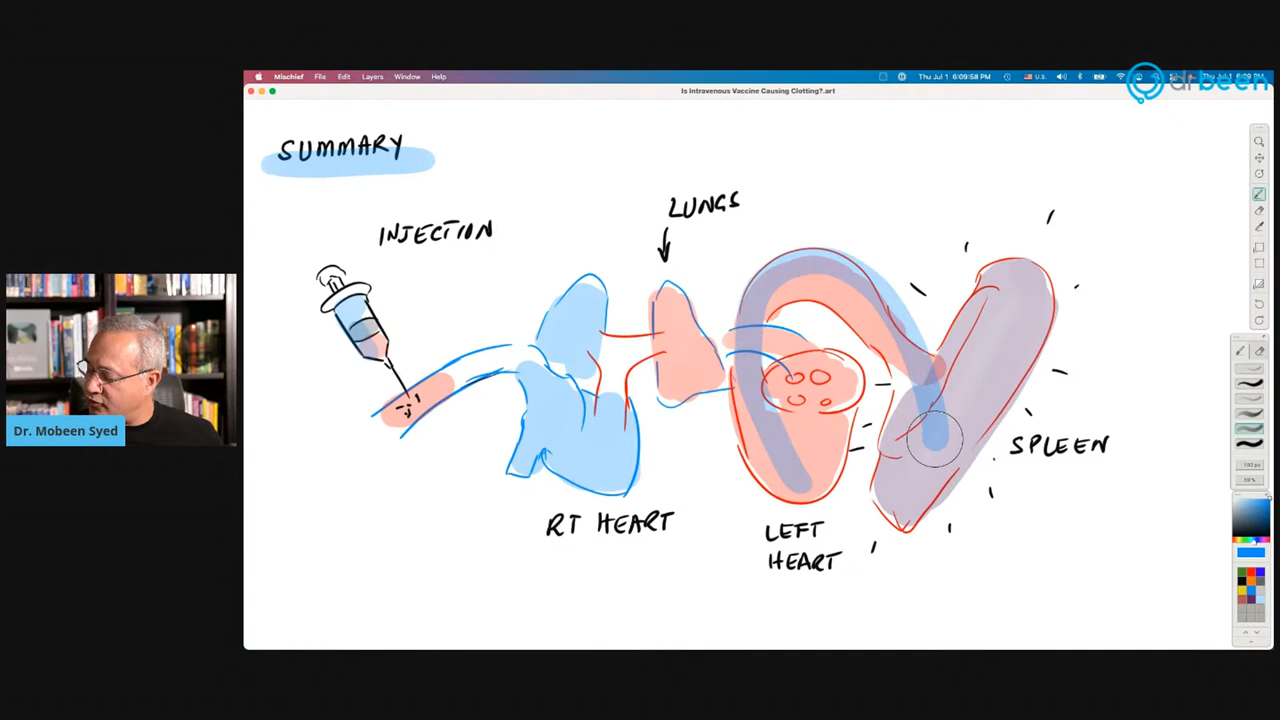 drbeen
Mischief File Edit Layers Window Help
Thu Jul 1 6:09:58 PM
U.S.
Is Intravenous Vaccine Causing Clotting?.art
SUMMARY
INJECTION
LUNGS
SPLEEN
RT HEART
LEFT
HEART
Dr. Mobeen Syed